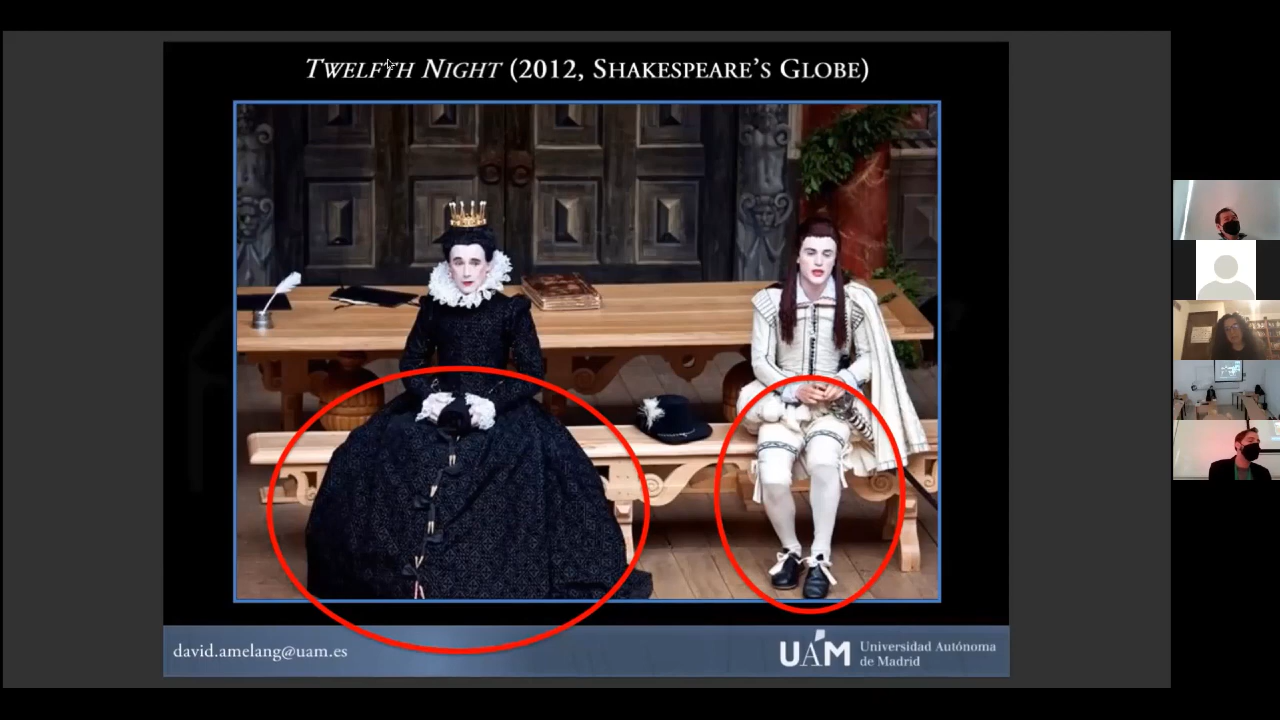 TWELFTH NIGHT (2012, SHAKESPEARE'S GLOBE)
david.amelang@uam.es
UAM Universidad Autónoma
de Madrid